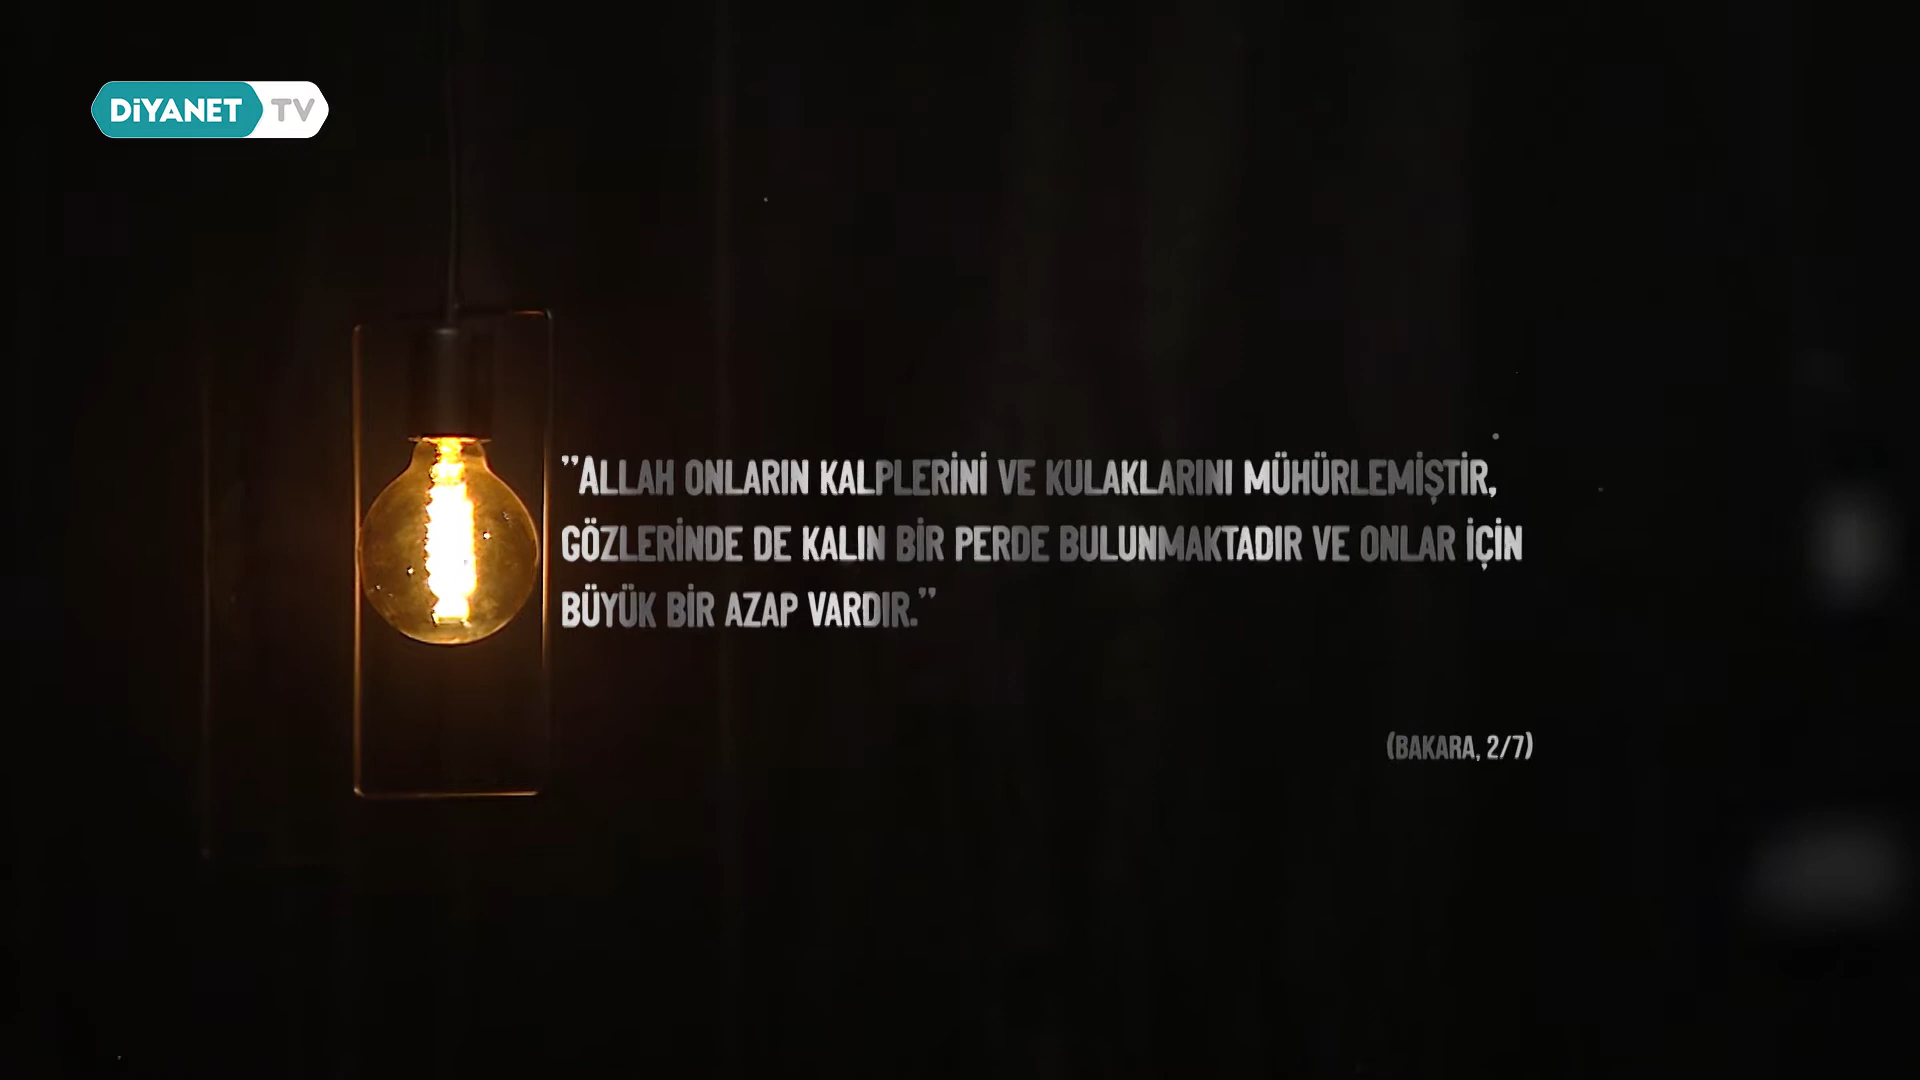 DİYANET TV
"ALLAH ONLARIN KALPLERİNİ VE KULAKLARINI MÜHÜRLEMİŞTİR,
GÖZLERİNDE DE KALIN BİR PERDE BULUNMAKTADIR VE ONLAR İÇİN
BÜYÜK BİR AZAP VARDIR."
(BAKARA, 2/7)